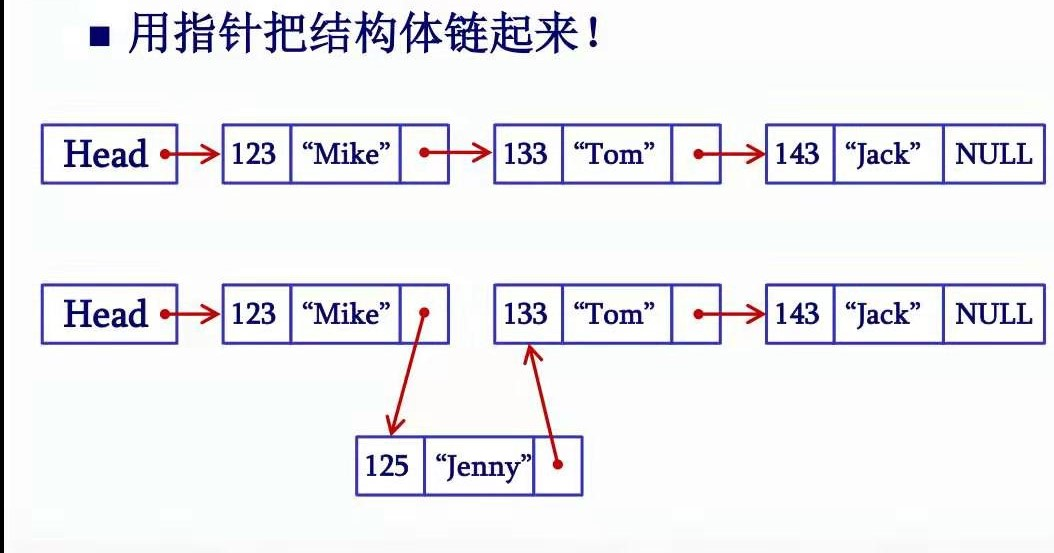 ■ 用指针把结构体链起来！
Head 123 “Mike” 133 “Tom” 143 “Jack” NULL
Head 123 “Mike” 133 “Tom” 143 “Jack” NULL
125 “Jenny”